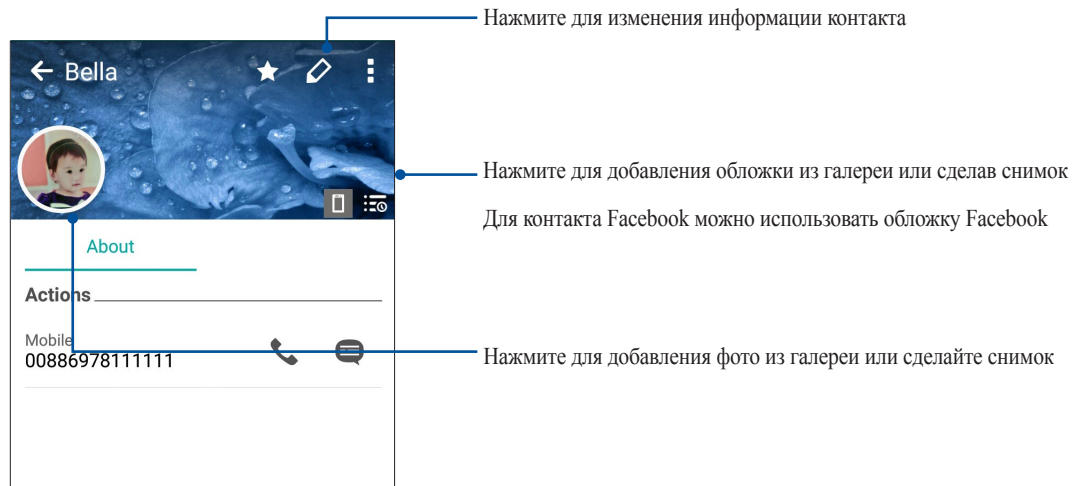 Нажмите для изменения информации контакта
Bella
Нажмите для добавления обложки из галереи или сделав снимок
Для контакта Facebook можно использовать обложку Facebook
About
Actions
Mobile
00886978111111
Нажмите для добавления фото из галереи или сделайте снимок